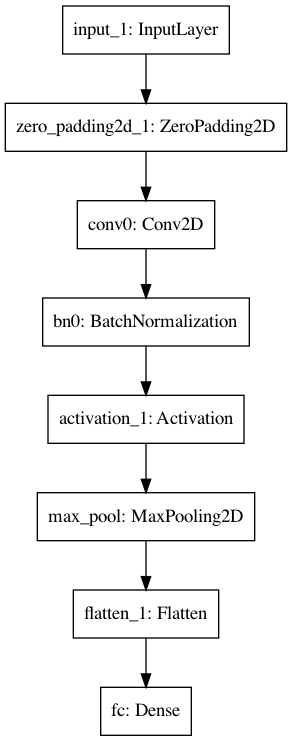 input_1: InputLayer
zero_padding2d_1: ZeroPadding2D
conv0: Conv2D
bn0: BatchNormalization
activation_1: Activation
max_pool: MaxPooling2D
flatten_1: Flatten
fc: Dense